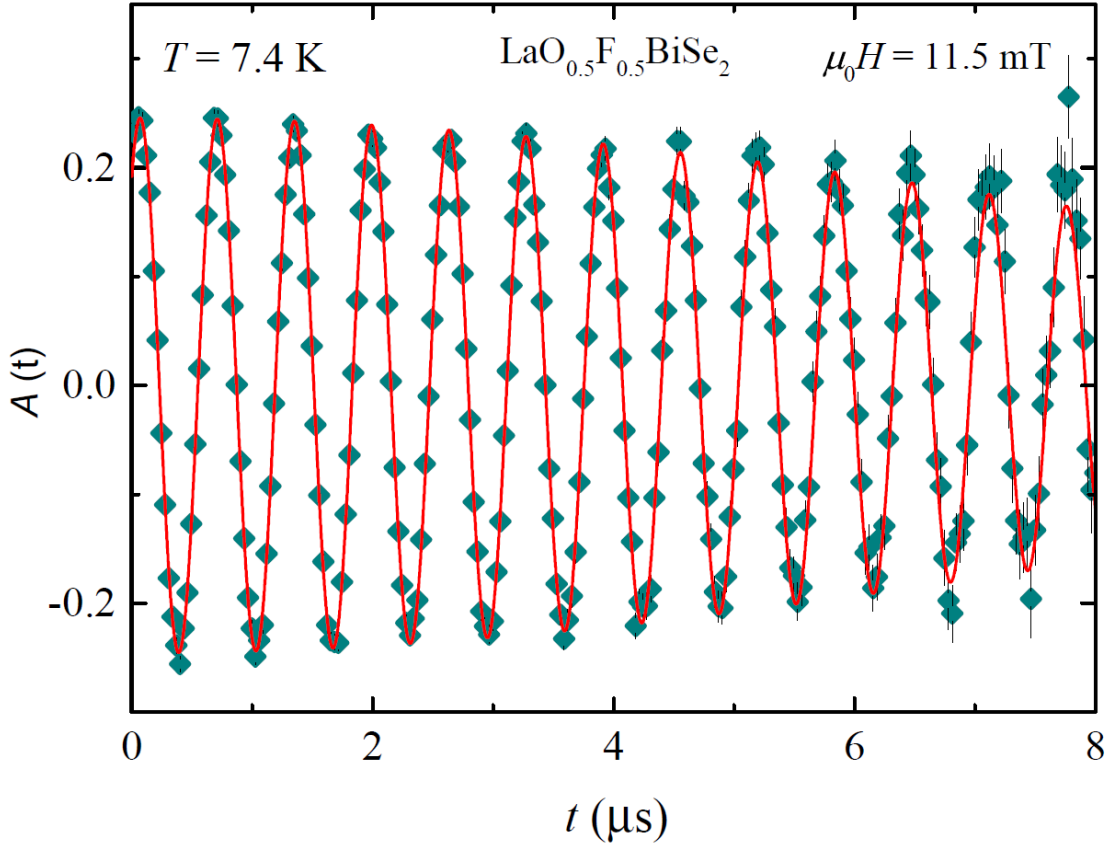 T = 7.4 K LaO0.5F0.5BiSe2 μ0H = 11.5 mT
0.2
0.0
-0.2
A (t)
0 2 4 6 8
t (μs)